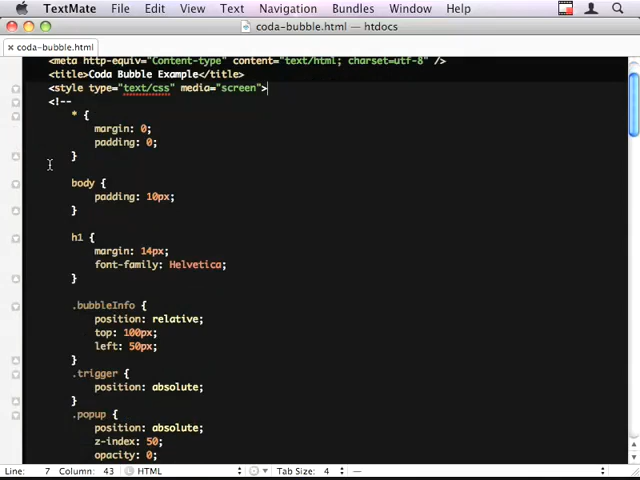 TextMate File Edit View Text Navigation Bundles Window Help
coda-bubble.html — htdocs
× coda-bubble.html
<meta http-equiv="Content-type" content="text/html; charset=utf-8" />
<title>Coda Bubble Example</title>
<style type="text/css" media="screen">
<!--
* {
margin: 0;
padding: 0;
}
body {
padding: 10px;
}
h1 {
margin: 14px;
font-family: Helvetica;
}
.bubbleInfo {
position: relative;
top: 100px;
left: 50px;
}
.trigger {
position: absolute;
}
.popup {
position: absolute;
z-index: 50;
opacity: 0;
Line: 7 Column: 43 HTML Tab Size: 4 —